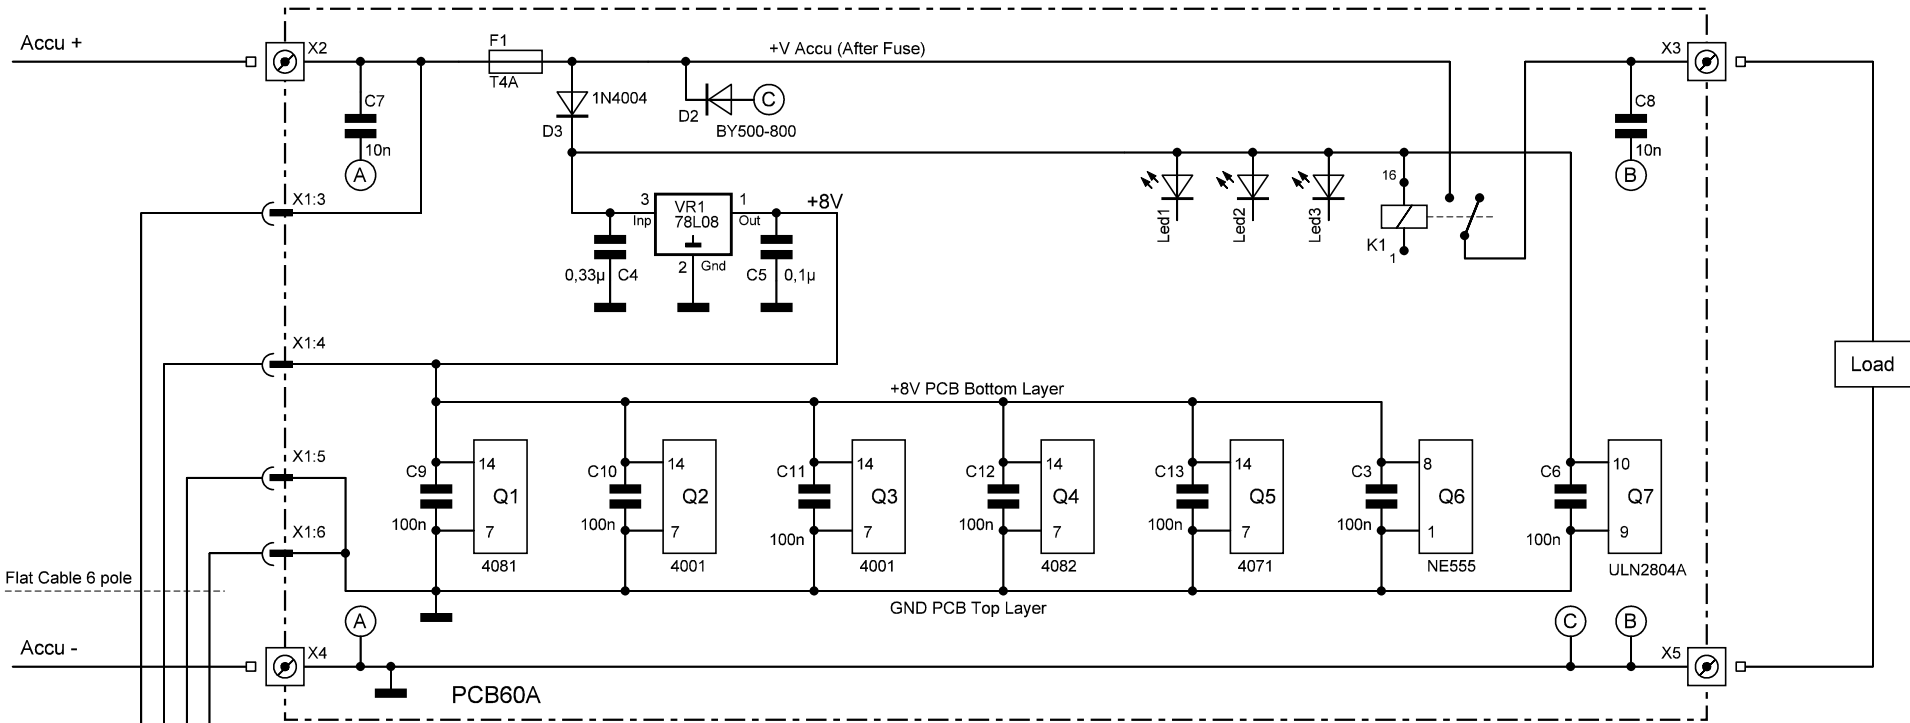 Accu +
X2
F1
T4A
+V Accu (After Fuse)
X3
C7
10n
A
1N4004
D3
D2
C
BY500-800
C8
10n
B
X1:3
3
Inp
VR1
78L08
1
Out
+8V
2
Gnd
0,33µ
C4
C5
0,1µ
Led1
Led2
Led3
16
K1
1
X1:4
Load
+8V PCB Bottom Layer
X1:5
C9
100n
14
Q1
7
4081
C10
100n
14
Q2
7
4001
C11
100n
14
Q3
7
4001
C12
100n
14
Q4
7
4082
C13
100n
14
Q5
7
4071
C3
100n
8
Q6
1
NE555
C6
100n
10
Q7
9
ULN2804A
X1:6
Flat Cable 6 pole
GND PCB Top Layer
A
C
B
Accu -
X4
X5
PCB60A